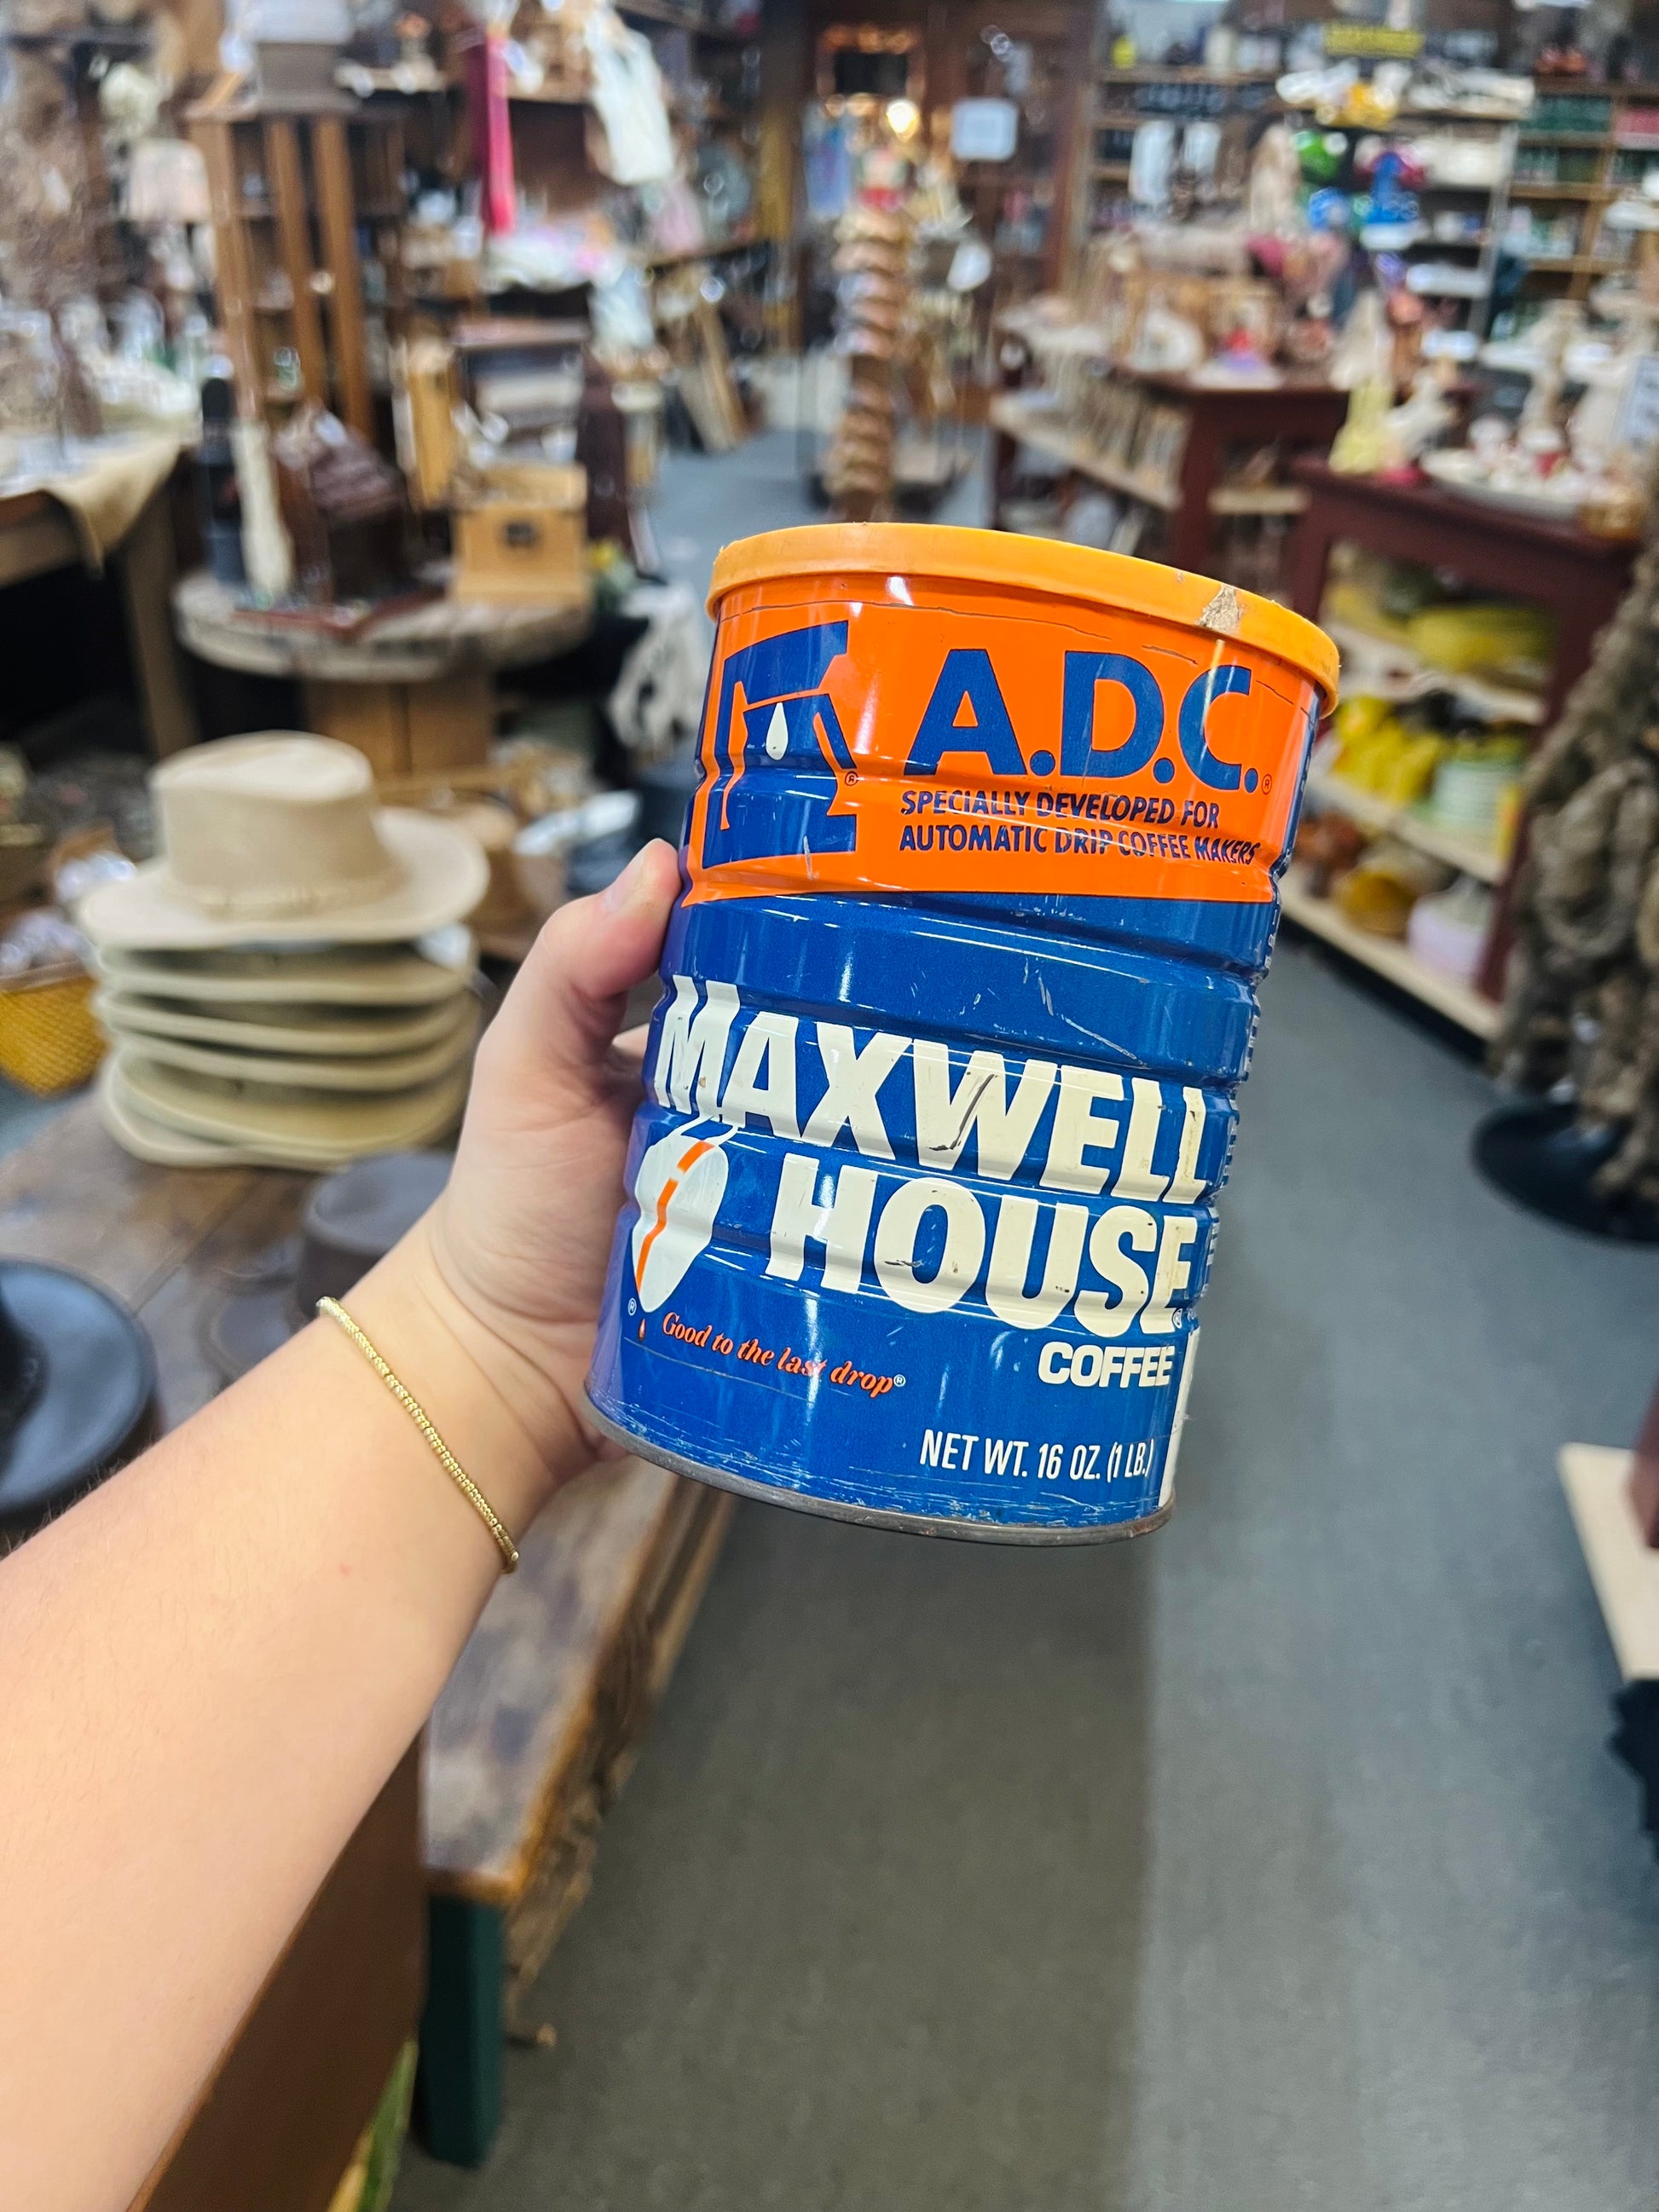 A.D.C.®
SPECIALLY DEVELOPED FOR
AUTOMATIC DRIP COFFEE MAKERS
®
MAXWELL
HOUSE®
®
Good to the last drop®
COFFEE
NET WT. 16 OZ. (1 LB.)